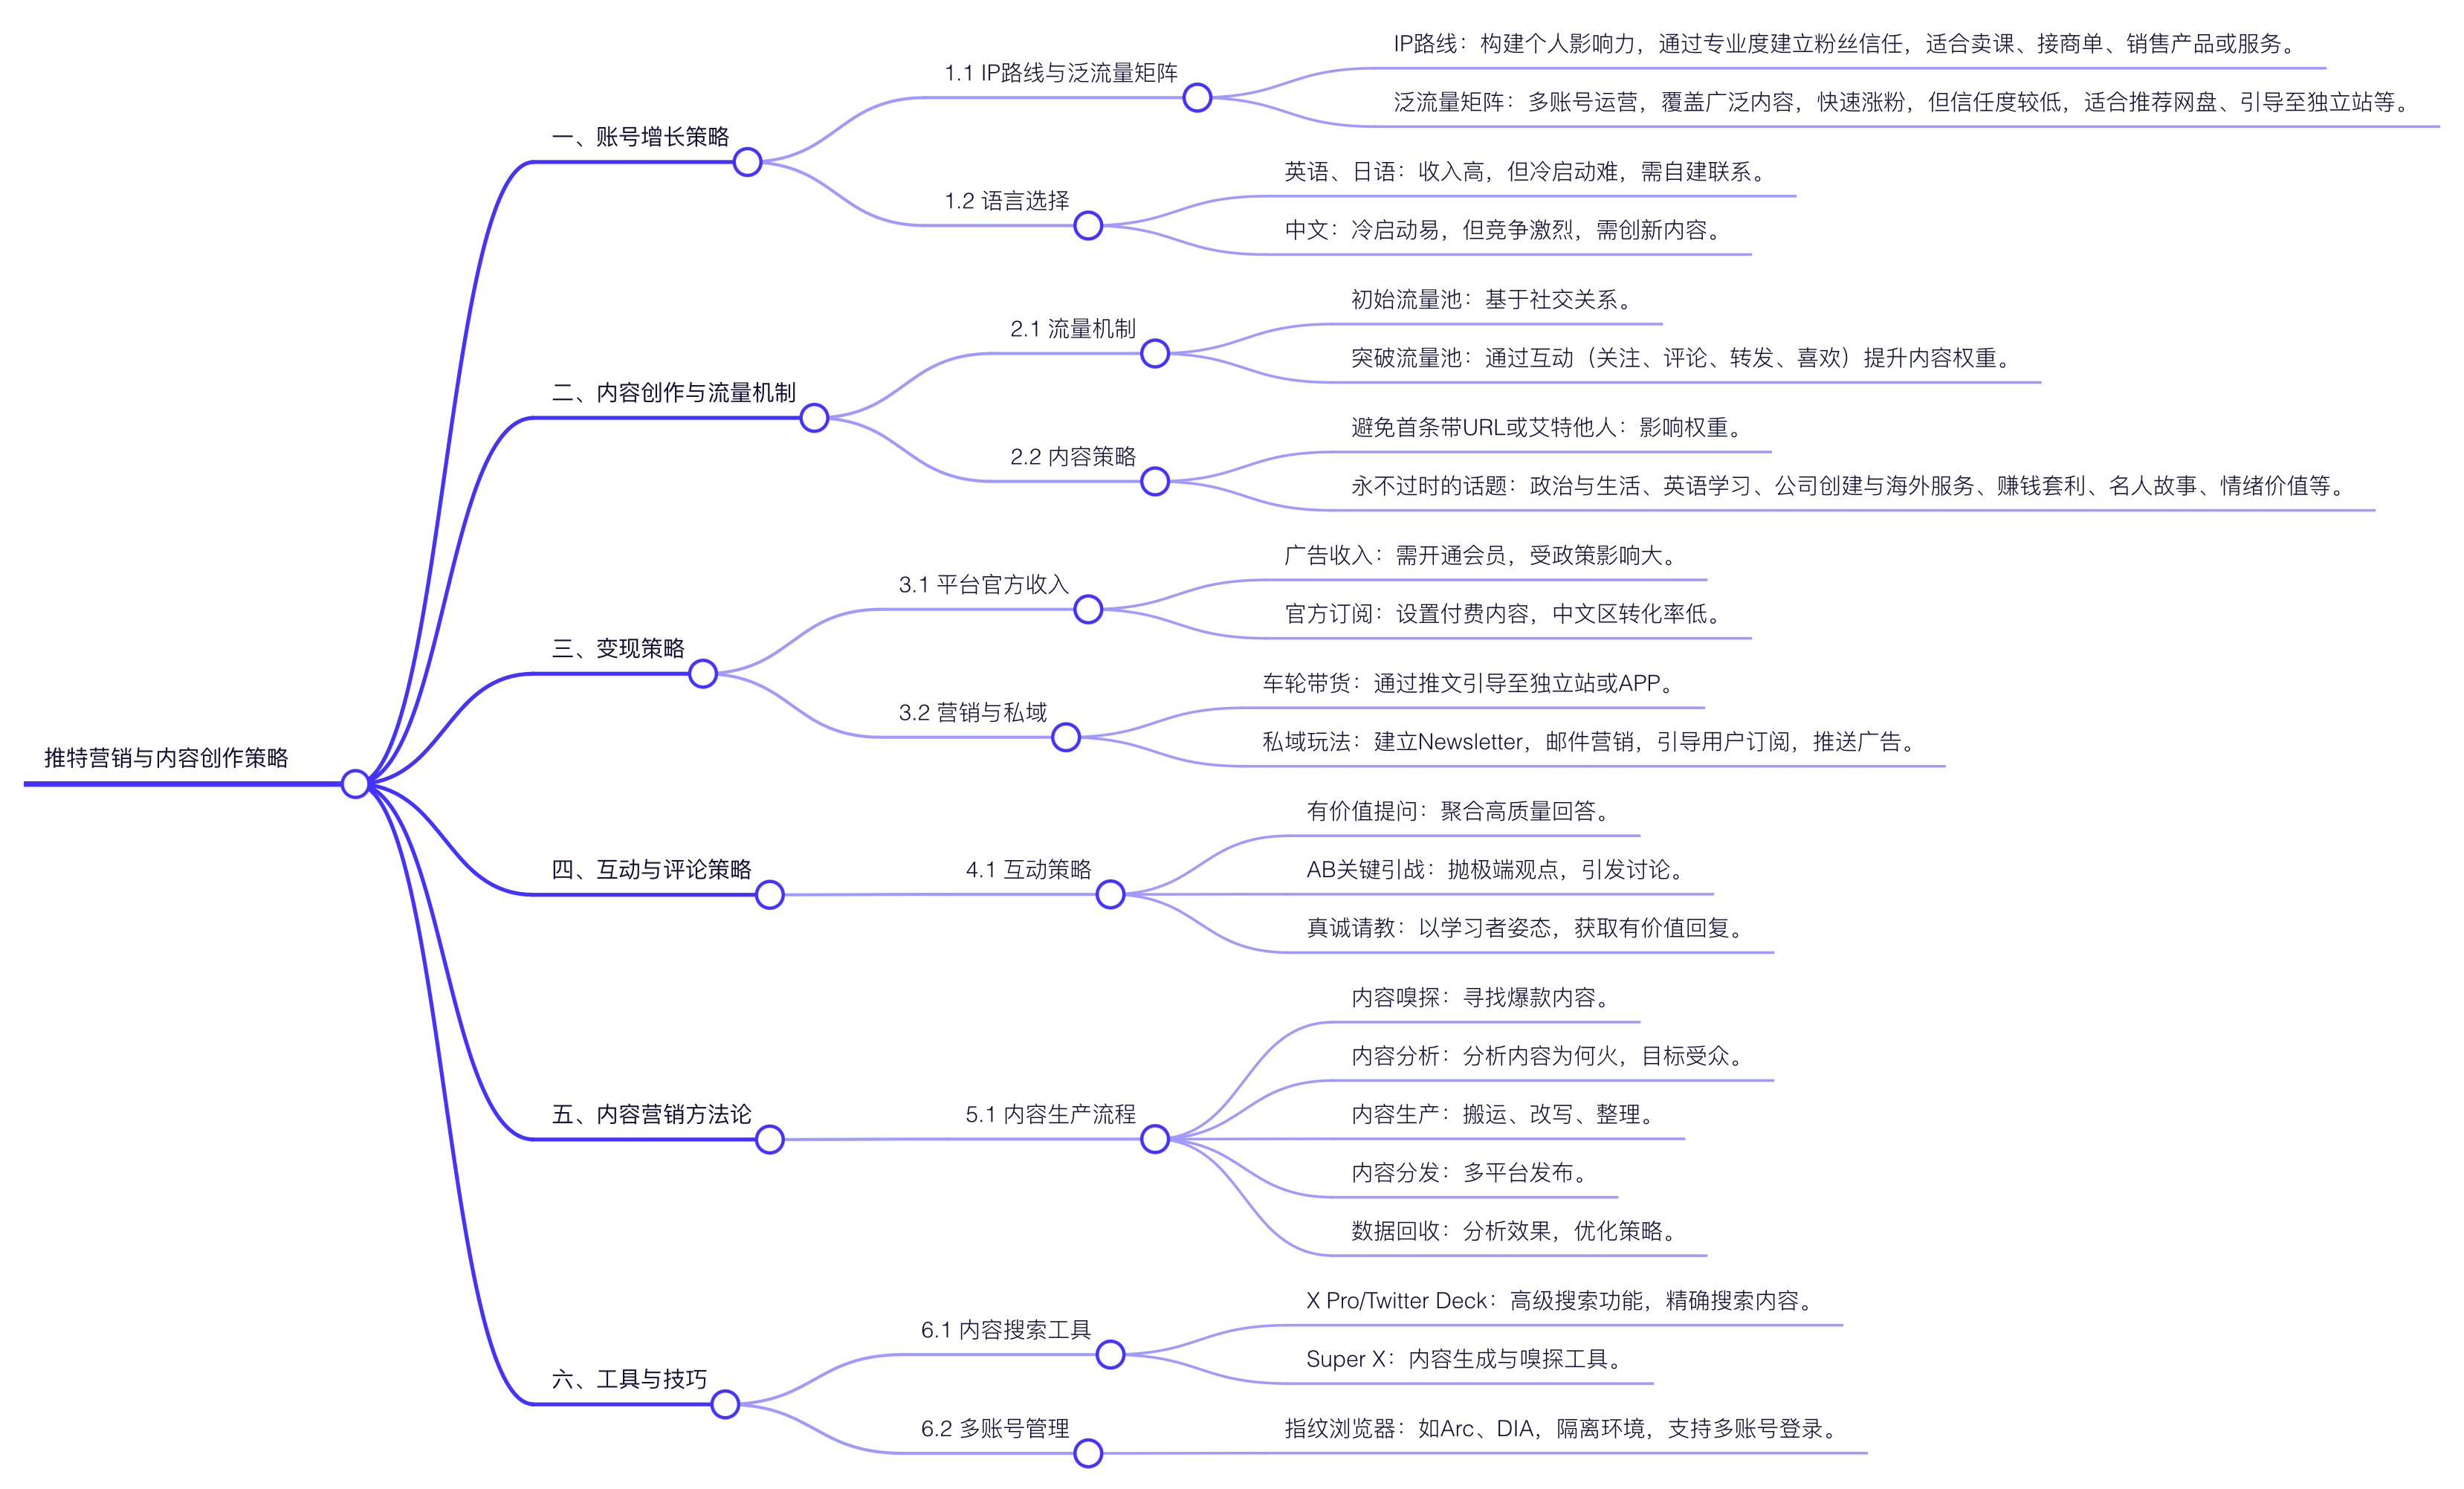 推特营销与内容创作策略
一、账号增长策略
1.1 IP路线与泛流量矩阵
IP路线：构建个人影响力，通过专业度建立粉丝信任，适合卖课、接商单、销售产品或服务。
泛流量矩阵：多账号运营，覆盖广泛内容，快速涨粉，但信任度较低，适合推荐网盘、引导至独立站等。
1.2 语言选择
英语、日语：收入高，但冷启动难，需自建联系。
中文：冷启动易，但竞争激烈，需创新内容。
二、内容创作与流量机制
2.1 流量机制
初始流量池：基于社交关系。
突破流量池：通过互动（关注、评论、转发、喜欢）提升内容权重。
2.2 内容策略
避免首条带URL或艾特他人：影响权重。
永不过时的话题：政治与生活、英语学习、公司创建与海外服务、赚钱套利、名人故事、情绪价值等。
三、变现策略
3.1 平台官方收入
广告收入：需开通会员，受政策影响大。
官方订阅：设置付费内容，中文区转化率低。
3.2 营销与私域
车轮带货：通过推文引导至独立站或APP。
私域玩法：建立Newsletter，邮件营销，引导用户订阅，推送广告。
四、互动与评论策略
4.1 互动策略
有价值提问：聚合高质量回答。
AB关键引战：抛极端观点，引发讨论。
真诚请教：以学习者姿态，获取有价值回复。
五、内容营销方法论
5.1 内容生产流程
内容嗅探：寻找爆款内容。
内容分析：分析内容为何火，目标受众。
内容生产：搬运、改写、整理。
内容分发：多平台发布。
数据回收：分析效果，优化策略。
六、工具与技巧
6.1 内容搜索工具
X Pro/Twitter Deck：高级搜索功能，精确搜索内容。
Super X：内容生成与嗅探工具。
6.2 多账号管理
指纹浏览器：如Arc、DIA，隔离环境，支持多账号登录。